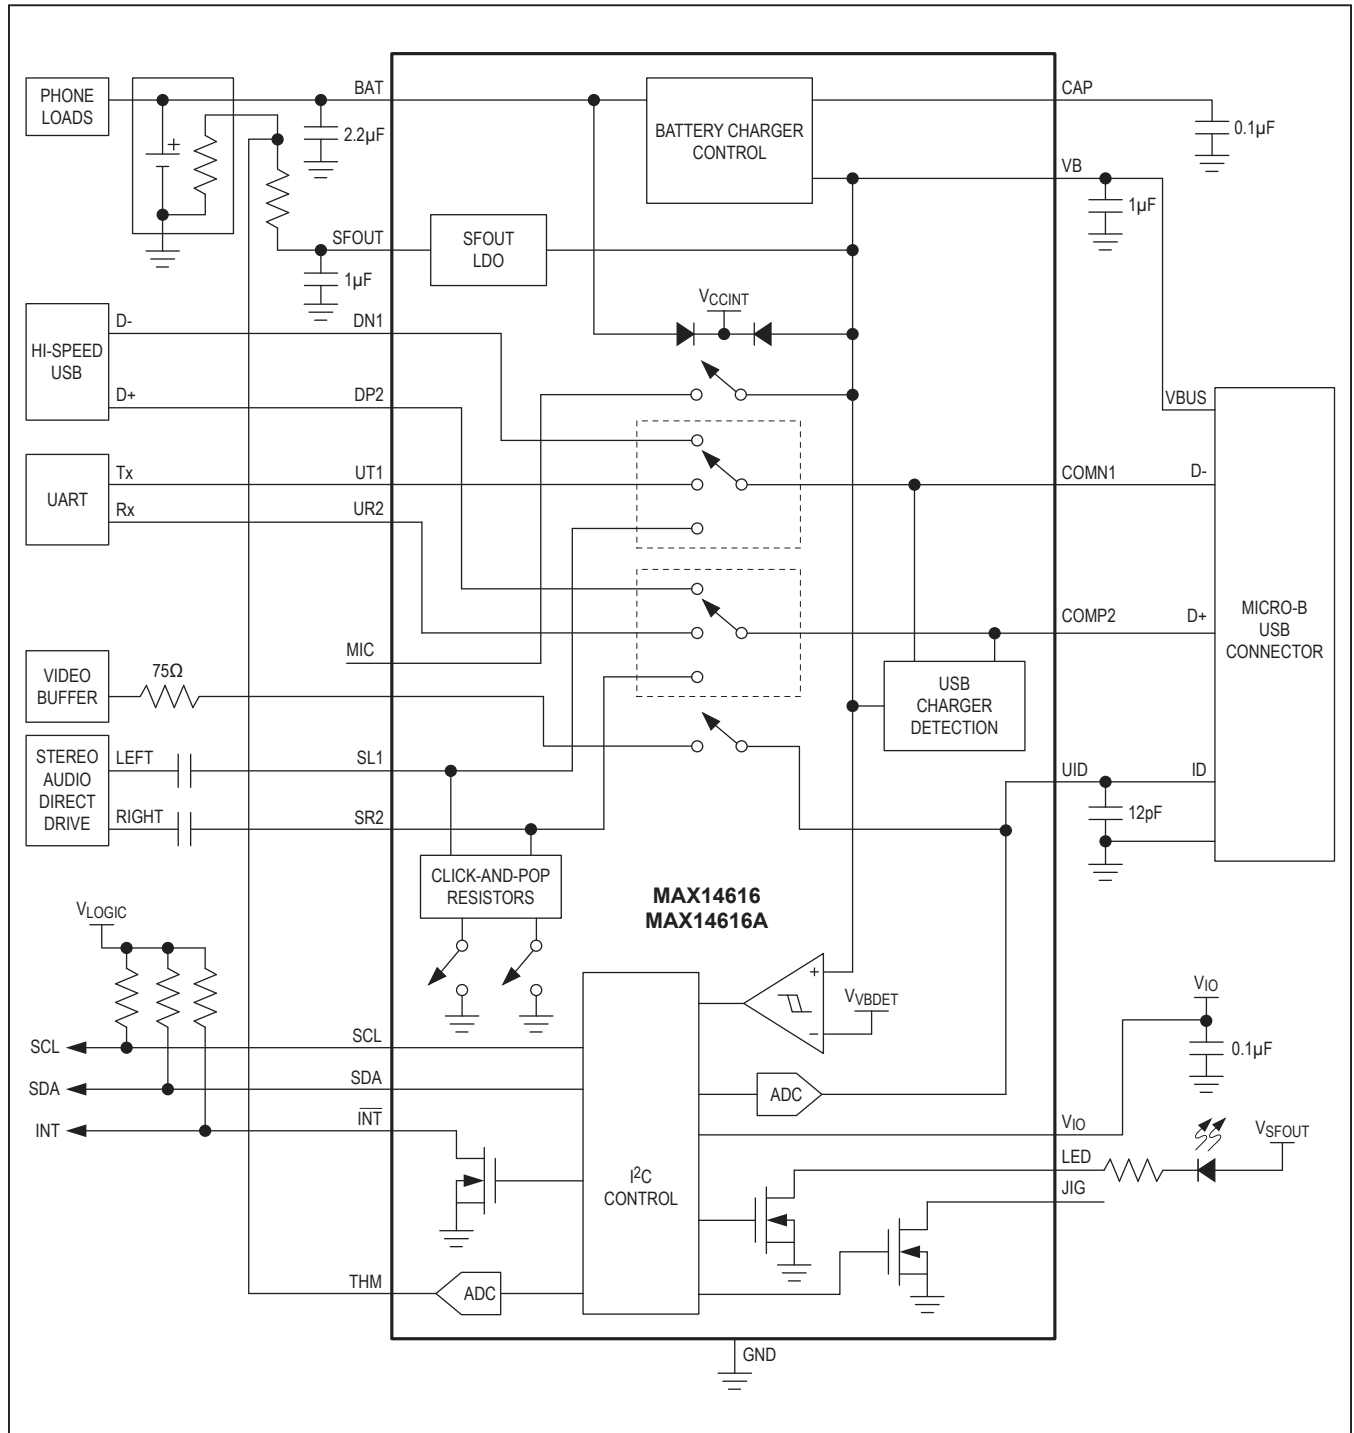 PHONE
LOADS
BAT
2.2µF
+
BATTERY CHARGER
CONTROL
CAP
0.1µF
VB
1µF
SFOUT
1µF
SFOUT
LDO
VCCINT
HI-SPEED
USB
D-
D+
DN1
DP2
VBUS
UART
Tx
Rx
UT1
UR2
COMN1
D-
COMP2
D+
MICRO-B
USB
CONNECTOR
MIC
VIDEO
BUFFER
75Ω
USB
CHARGER
DETECTION
STEREO
AUDIO
DIRECT
DRIVE
LEFT
RIGHT
SL1
SR2
UID
ID
12pF
CLICK-AND-POP
RESISTORS
MAX14616
MAX14616A
VLOGIC
+
−
VVBDET
VIO
0.1µF
SCL
SCL
SDA
SDA
INT
INT
ADC
VIO
I2C
CONTROL
LED
VSFOUT
JIG
THM
ADC
GND